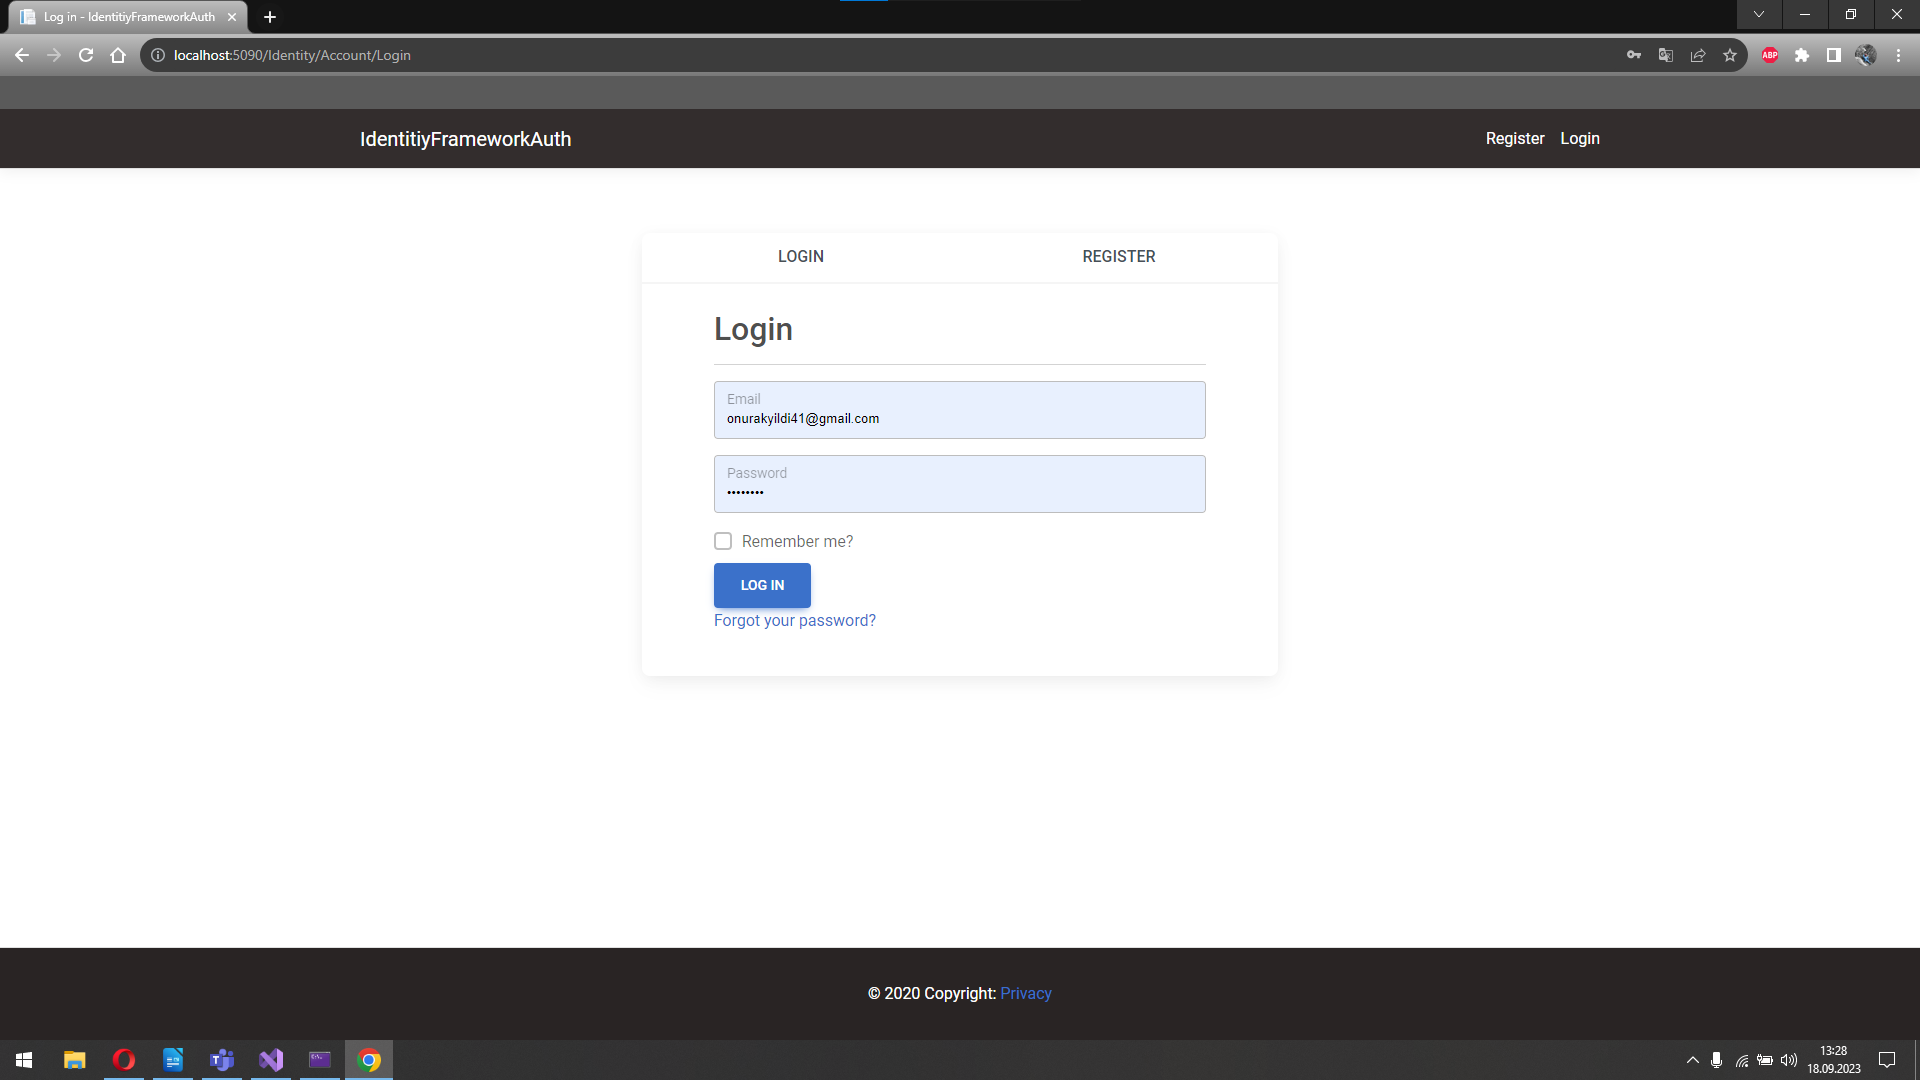 Log in - IdentitiyFrameworkAuth
localhost:5090/Identity/Account/Login
ABP
IdentitiyFrameworkAuth
Register Login
LOGIN REGISTER
Login
Email
onurakyildi41@gmail.com
Password
••••••••
Remember me?
LOG IN
Forgot your password?
© 2020 Copyright: Privacy
13:28
18.09.2023